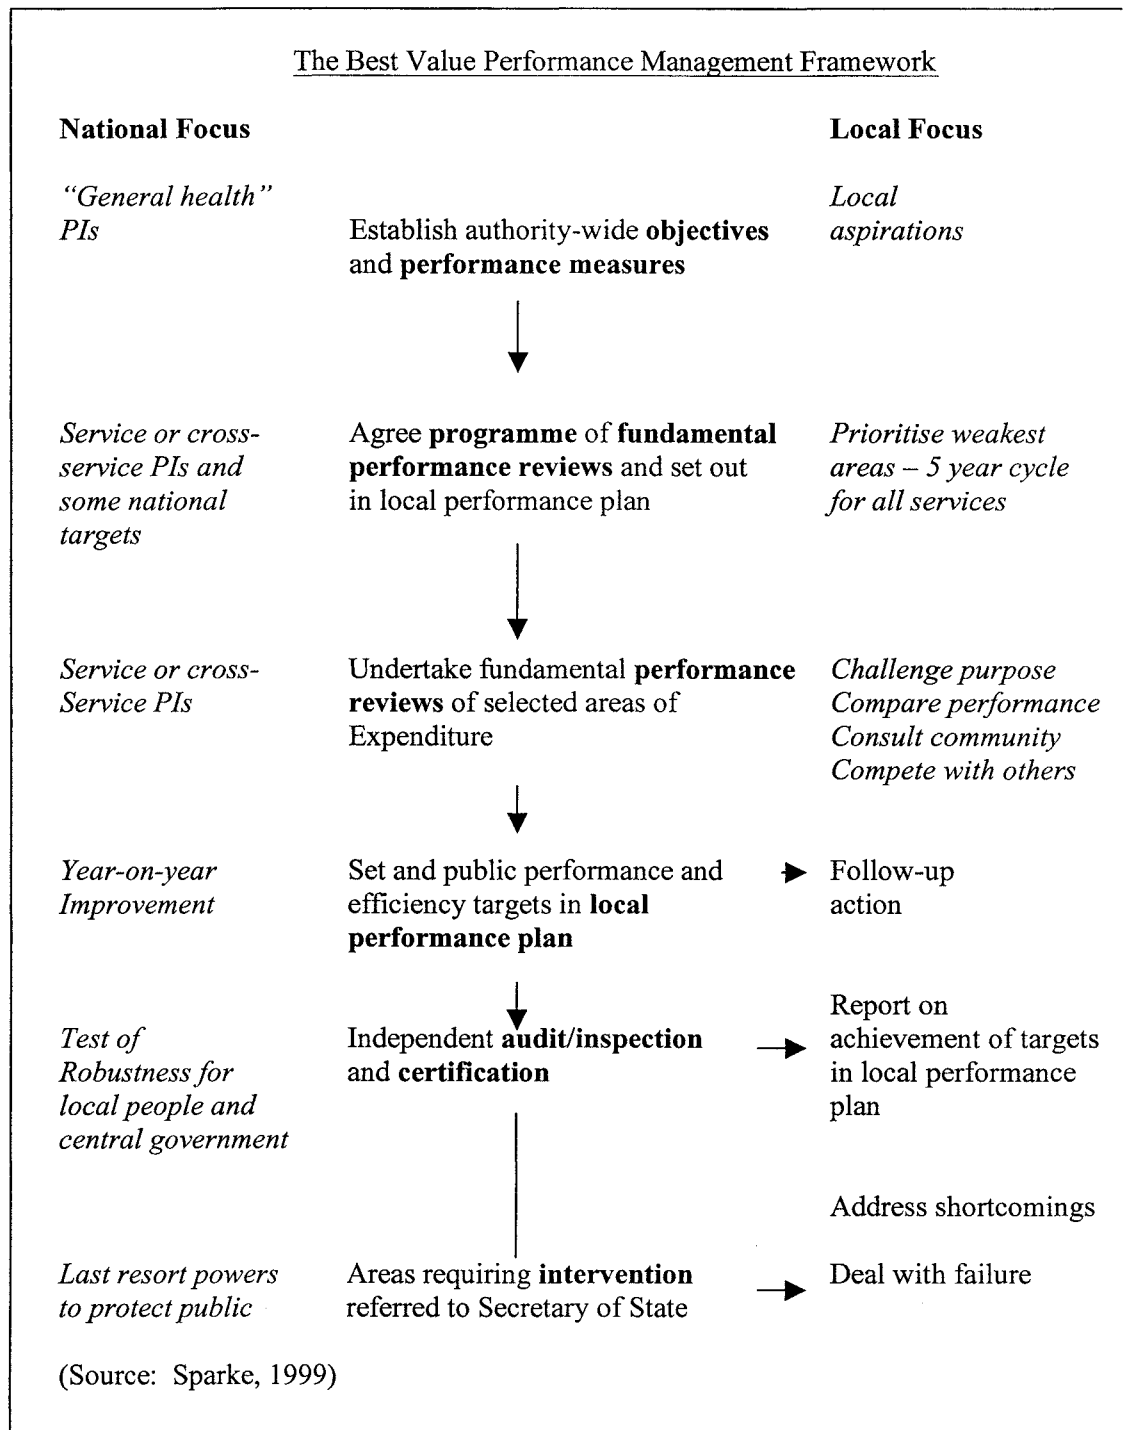 The Best Value Performance Management Framework
National Focus
Local Focus
“General health”
PIs
Establish authority-wide objectives
and performance measures
Local
aspirations
Service or cross-
service PIs and
some national
targets
Agree programme of fundamental
performance reviews and set out
in local performance plan
Prioritise weakest
areas – 5 year cycle
for all services
Service or cross-
Service PIs
Undertake fundamental performance
reviews of selected areas of
Expenditure
Challenge purpose
Compare performance
Consult community
Compete with others
Year-on-year
Improvement
Set and public performance and
efficiency targets in local
performance plan
Follow-up
action
Test of
Robustness for
local people and
central government
Independent audit/inspection
and certification
Report on
achievement of targets
in local performance
plan
Address shortcomings
Last resort powers
to protect public
Areas requiring intervention
referred to Secretary of State
Deal with failure
(Source: Sparke, 1999)